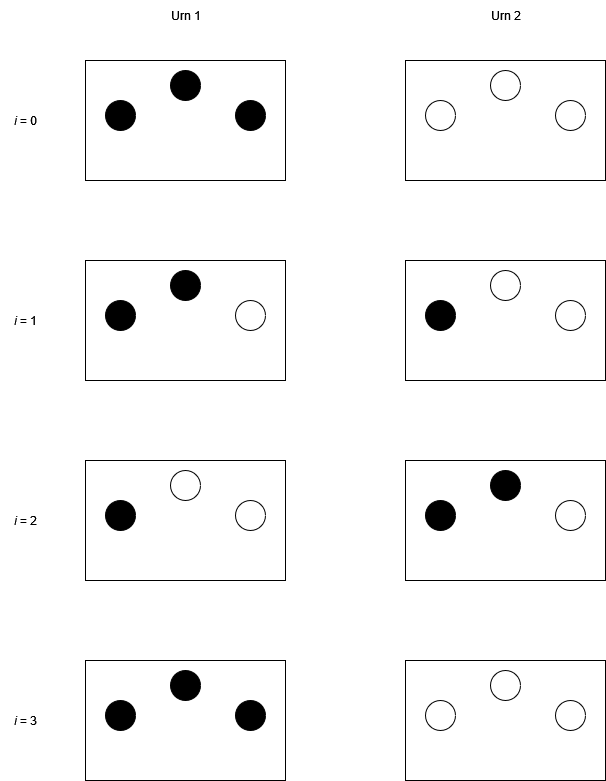 Urn 1 Urn 2
i = 0
i = 1
i = 2
i = 3